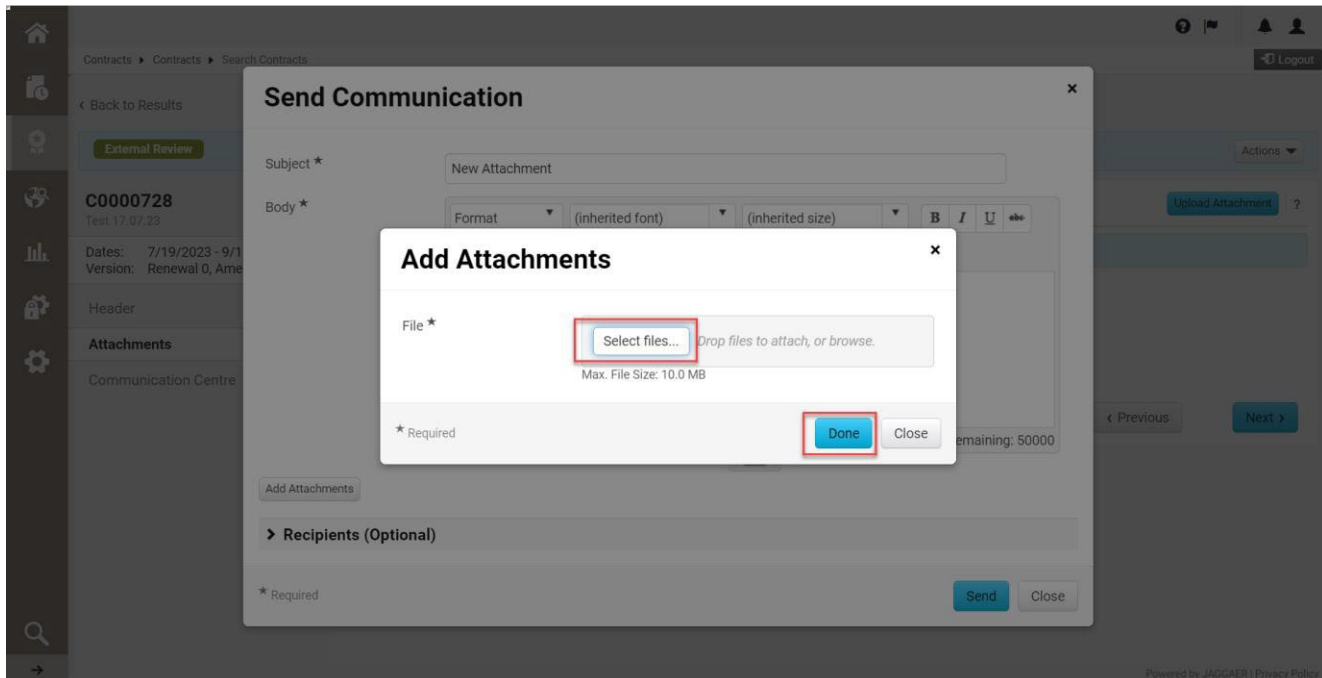 Contracts ▸ Contracts ▸ Search Contracts
Logout
‹ Back to Results
Send Communication ×
External Review
Actions
Subject ★
New Attachment
C0000728
Test 17.07.23
Body ★
Format (inherited font) (inherited size) B I U abc
Upload Attachment ?
Dates: 7/19/2023 - 9/1
Version: Renewal 0, Ame
Add Attachments ×
Header
File ★
Select files... Drop files to attach, or browse.
Attachments
Max. File Size: 10.0 MB
Communication Centre
‹ Previous
Next ›
★ Required
Done
Close
emaining: 50000
Add Attachments
Recipients (Optional)
★ Required
Send
Close
Powered by JAGGAER | Privacy Policy